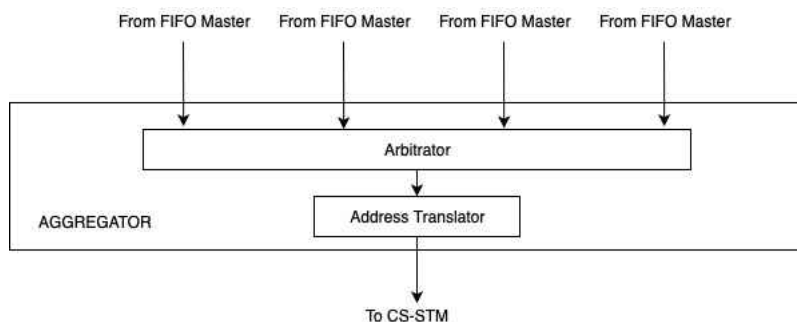 From FIFO Master From FIFO Master From FIFO Master From FIFO Master
Arbitrator
Address Translator
AGGREGATOR
To CS-STM